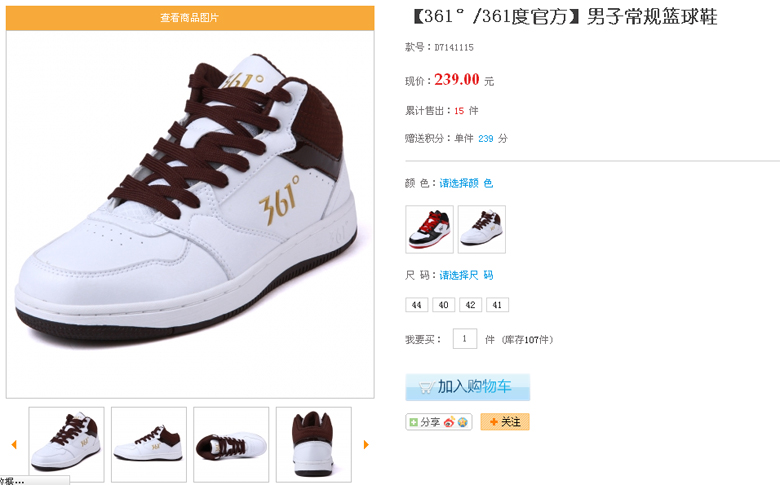 查看商品图片
【361°/361度官方】男子常规篮球鞋
款号：D7141115
现价：239.00 元
累计售出：15 件
赠送积分：单件 239 分
颜 色：请选择颜 色
尺 码：请选择尺 码
44 40 42 41
我要买： 1 件 (库存107件)
加入购物车
分享 关注
361°
361°
361°
数据…